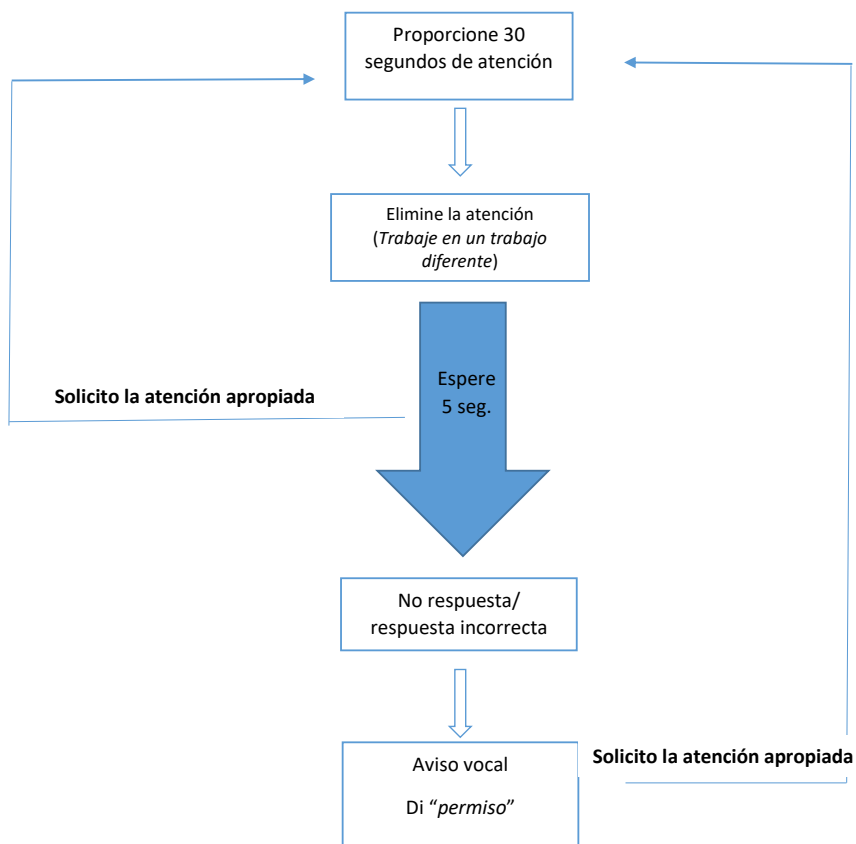 Proporcione 30
segundos de atención
Elimine la atención
(Trabaje en un trabajo
diferente)
Espere
5 seg.
Solicito la atención apropiada
No respuesta/
respuesta incorrecta
Aviso vocal
Di “permiso”
Solicito la atención apropiada